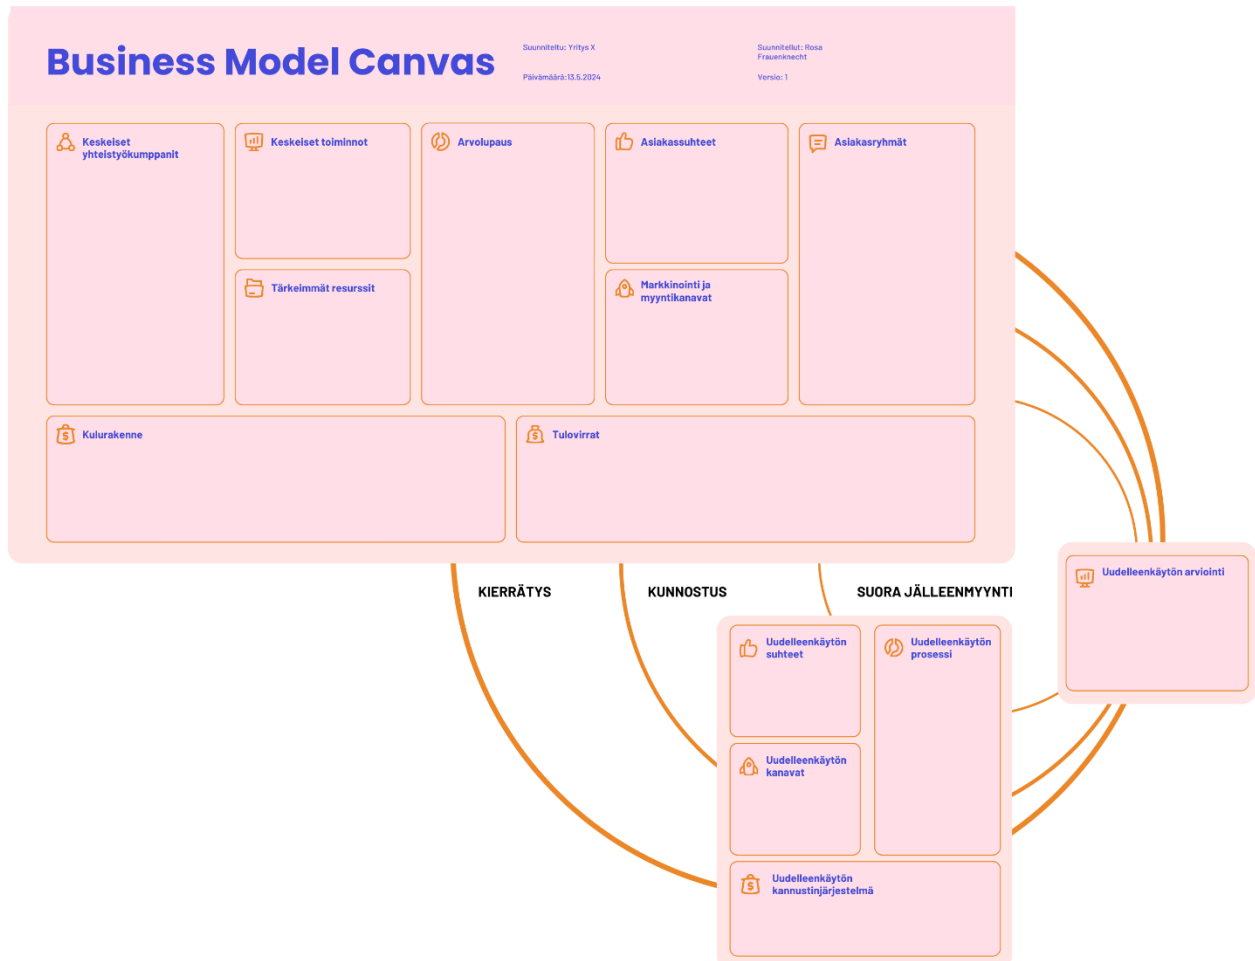 Business Model Canvas
Suunniteltu: Yritys X
Päivämäärä:13.5.2024
Suunnitellut: Rosa
Frauenknecht
Versio: 1
Keskeiset
yhteistyökumppanit
Keskeiset toiminnot
Tärkeimmät resurssit
Arvolupaus
Asiakassuhteet
Markkinointi ja
myyntikanavat
Asiakasryhmät
Kulurakenne
Tulovirrat
KIERRÄTYS
KUNNOSTUS
SUORA JÄLLEENMYYNTI
Uudelleenkäytön arviointi
Uudelleenkäytön
suhteet
Uudelleenkäytön
prosessi
Uudelleenkäytön
kanavat
Uudelleenkäytön
kannustinjärjestelmä